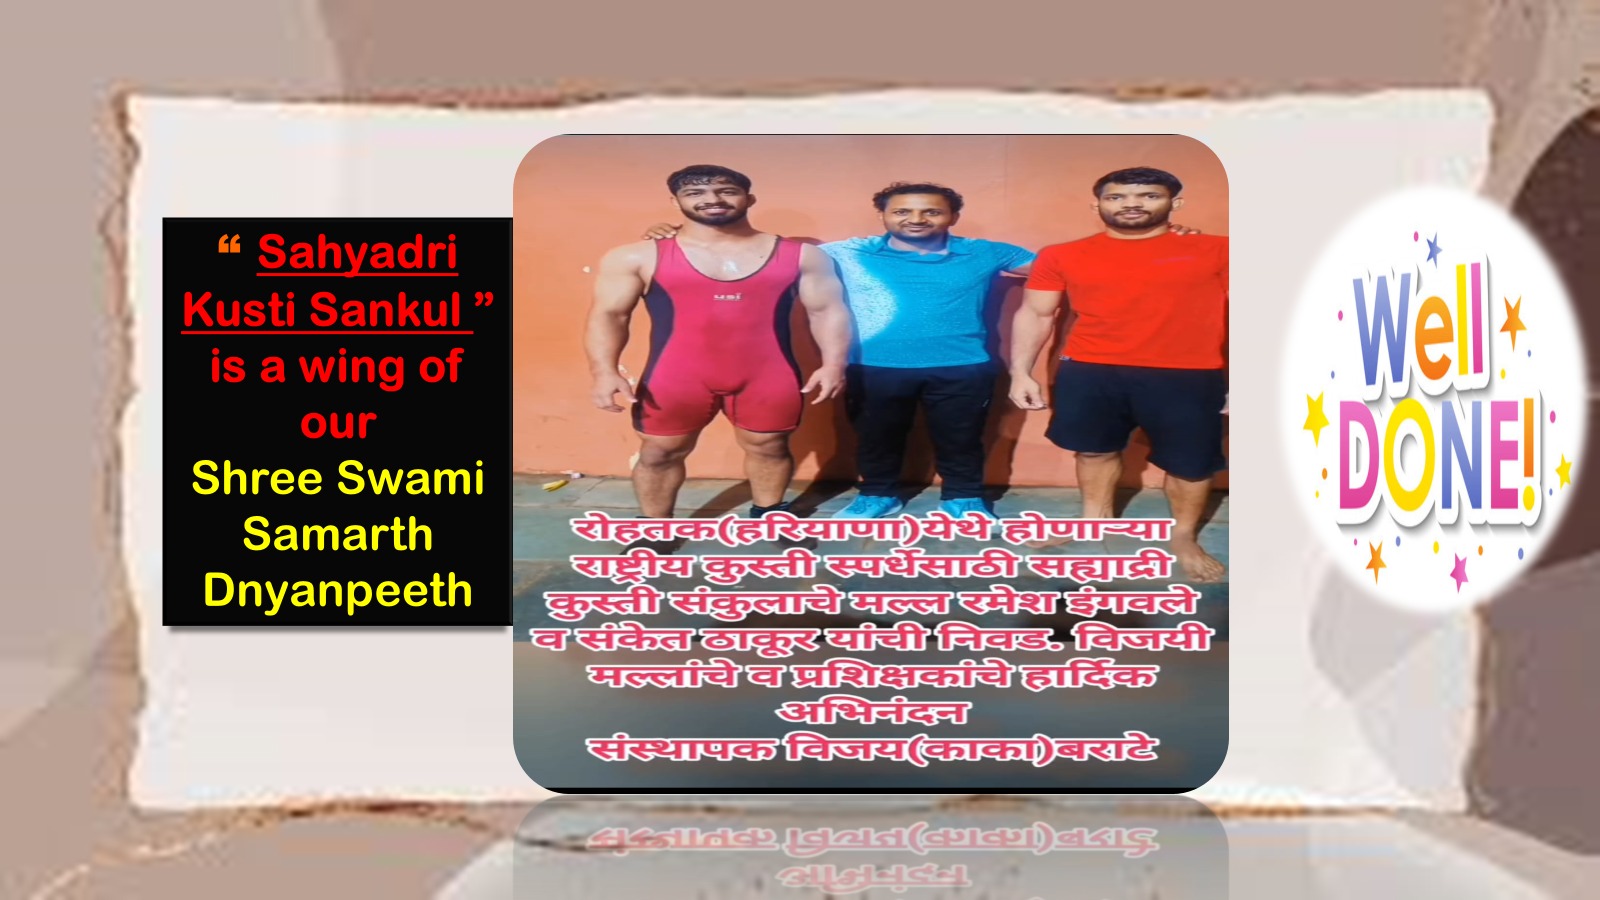 “ Sahyadri
Kusti Sankul ”
is a wing of
our
Shree Swami
Samarth
Dnyanpeeth
usi
रोहतक(हरियाणा)येथे होणाऱ्या
राष्ट्रीय कुस्ती स्पर्धेसाठी सह्याद्री
कुस्ती संकुलाचे मल्ल रमेश इंगवले
व संकेत ठाकूर यांची निवड. विजयी
मल्लांचे व प्रशिक्षकांचे हार्दिक
अभिनंदन
संस्थापक विजय(काका)बराटे
Well
DONE!